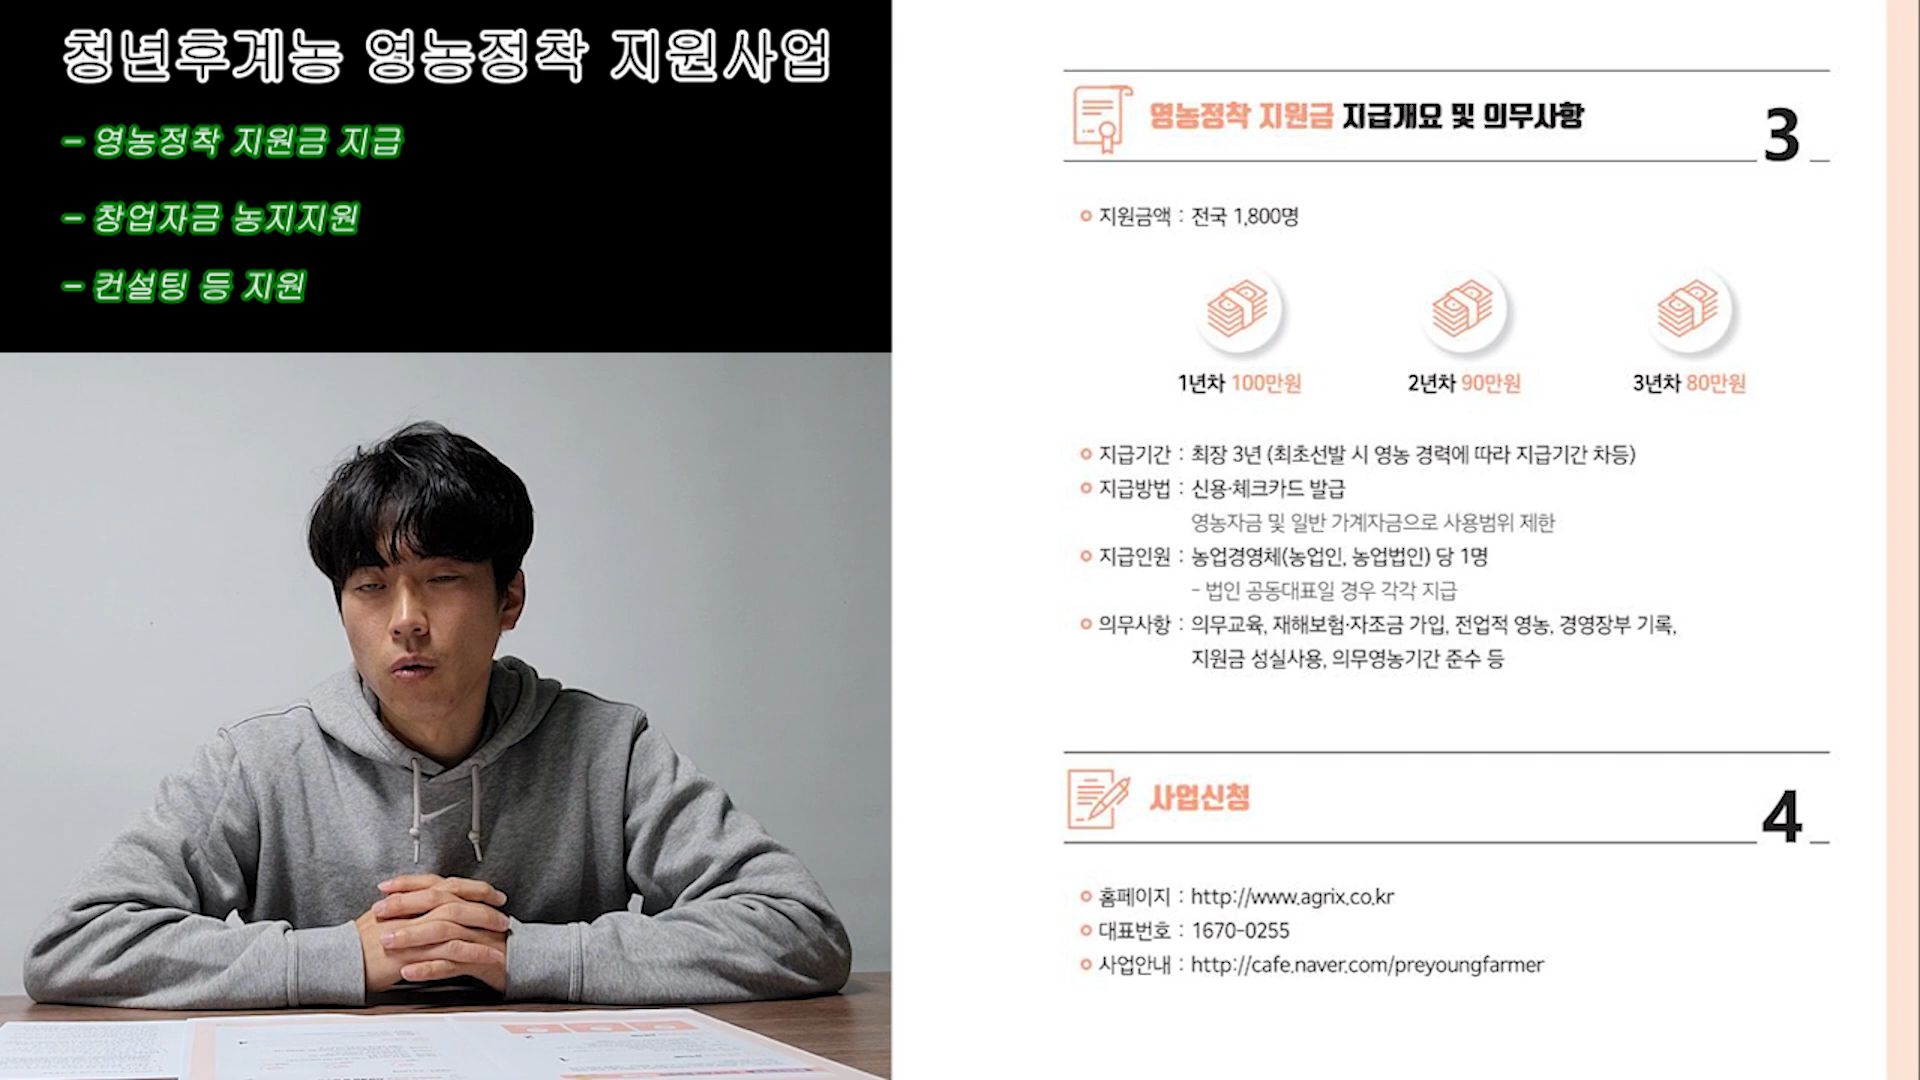 청년후계농 영농정착 지원사업
- 영농정착 지원금 지급
- 창업자금 농지지원
- 컨설팅 등 지원
영농정착 지원금 지급개요 및 의무사항
3
지원금액 : 전국 1,800명
1년차 100만원
2년차 90만원
3년차 80만원
지급기간 : 최장 3년 (최초선발 시 영농 경력에 따라 지급기간 차등)
지급방법 : 신용·체크카드 발급
영농자금 및 일반 가계자금으로 사용범위 제한
지급인원 : 농업경영체(농업인, 농업법인) 당 1명
- 법인 공동대표일 경우 각각 지급
의무사항 : 의무교육, 재해보험·자조금 가입, 전업적 영농, 경영장부 기록,
지원금 성실사용, 의무영농기간 준수 등
사업신청
4
홈페이지 : http://www.agrix.co.kr
대표번호 : 1670-0255
사업안내 : http://cafe.naver.com/preyoungfarmer